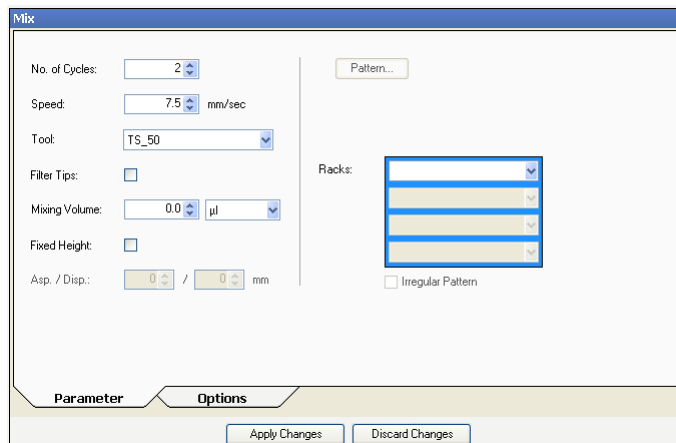 Mix
No. of Cycles: 2 Pattern...
Speed: 7.5 mm/sec
Tool: TS_50
Filter Tips: Racks:
Mixing Volume: 0.0 µl
Fixed Height:
Asp. / Disp.: 0 / 0 mm Irregular Pattern
Parameter Options
Apply Changes Discard Changes